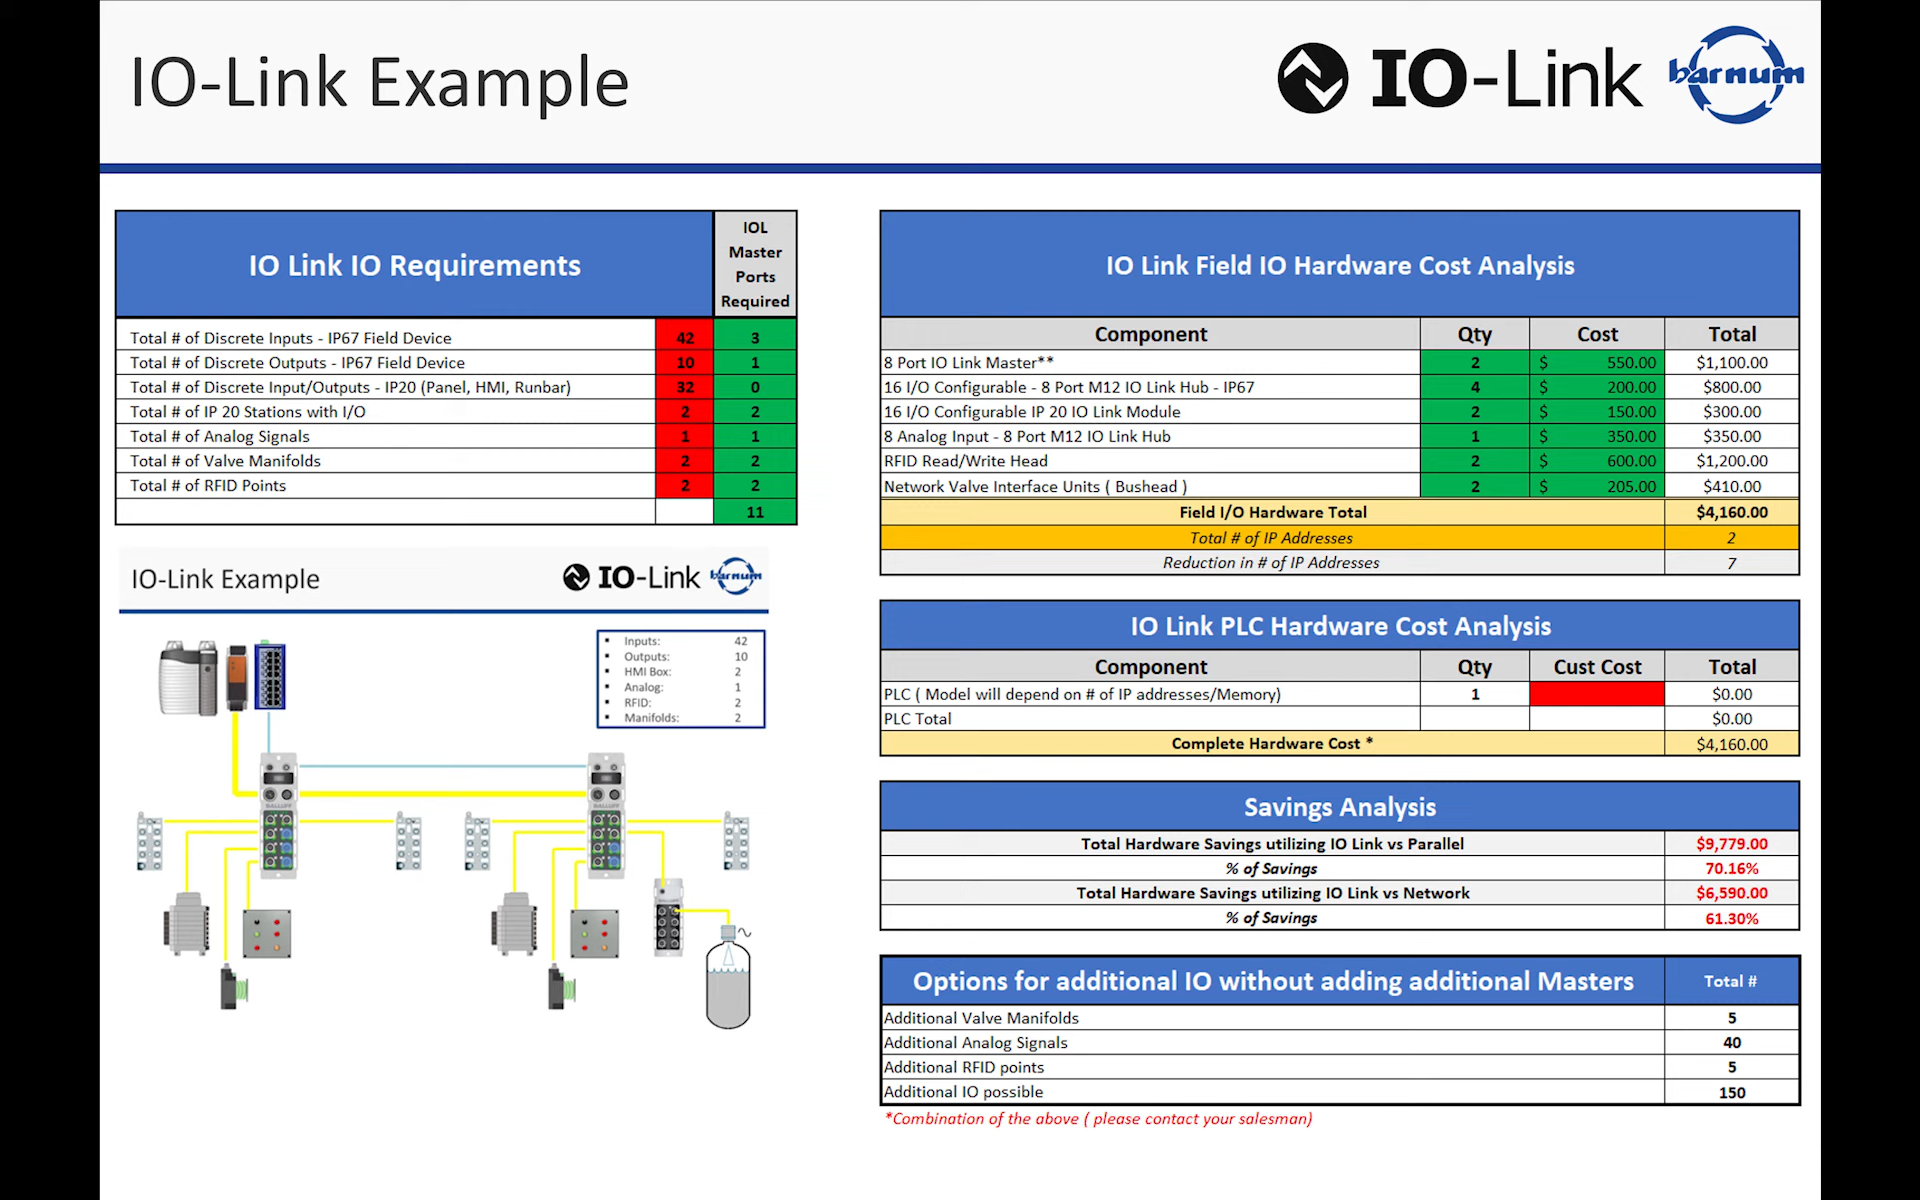 IO-Link Example
IO-Link
barnum
IO Link IO Requirements
IOL
Master
Ports
Required
Total # of Discrete Inputs - IP67 Field Device 42 3
Total # of Discrete Outputs - IP67 Field Device 10 1
Total # of Discrete Input/Outputs - IP20 (Panel, HMI, Runbar) 32 0
Total # of IP 20 Stations with I/O 2 2
Total # of Analog Signals 1 1
Total # of Valve Manifolds 2 2
Total # of RFID Points 2 2
11
IO-Link Example
IO-Link
barnum
Inputs: 42
Outputs: 10
HMI Box: 2
Analog: 1
RFID: 2
Manifolds: 2
BALLUFF
BALLUFF
IO Link Field IO Hardware Cost Analysis
Component Qty Cost Total
8 Port IO Link Master** 2 $ 550.00 $1,100.00
16 I/O Configurable - 8 Port M12 IO Link Hub - IP67 4 $ 200.00 $800.00
16 I/O Configurable IP 20 IO Link Module 2 $ 150.00 $300.00
8 Analog Input - 8 Port M12 IO Link Hub 1 $ 350.00 $350.00
RFID Read/Write Head 2 $ 600.00 $1,200.00
Network Valve Interface Units ( Bushead ) 2 $ 205.00 $410.00
Field I/O Hardware Total $4,160.00
Total # of IP Addresses 2
Reduction in # of IP Addresses 7
IO Link PLC Hardware Cost Analysis
Component Qty Cust Cost Total
PLC ( Model will depend on # of IP addresses/Memory) 1 $0.00
PLC Total $0.00
Complete Hardware Cost * $4,160.00
Savings Analysis
Total Hardware Savings utilizing IO Link vs Parallel $9,779.00
% of Savings 70.16%
Total Hardware Savings utilizing IO Link vs Network $6,590.00
% of Savings 61.30%
Options for additional IO without adding additional Masters Total #
Additional Valve Manifolds 5
Additional Analog Signals 40
Additional RFID points 5
Additional IO possible 150
*Combination of the above ( please contact your salesman)